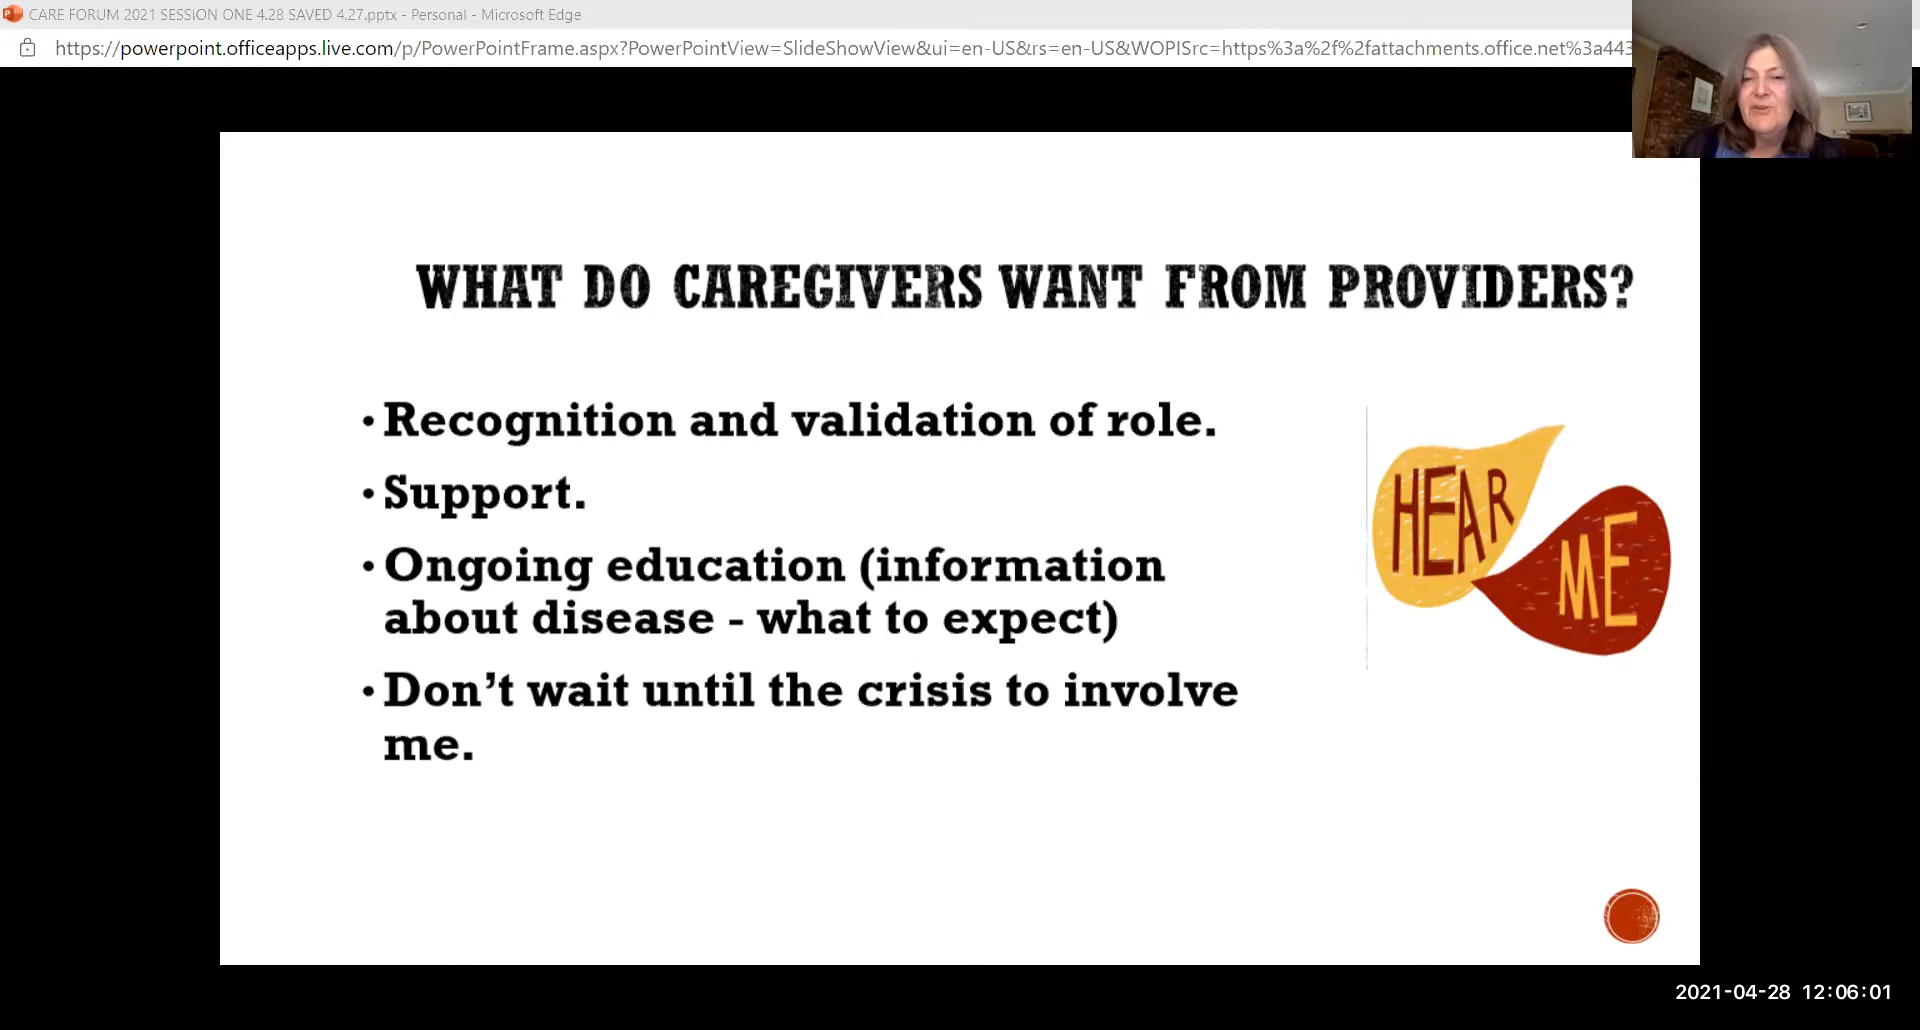 CARE FORUM 2021 SESSION ONE 4.28 SAVED 4.27.pptx - Personal - Microsoft Edge
https://powerpoint.officeapps.live.com/p/PowerPointFrame.aspx?PowerPointView=SlideShowView&ui=en-US&rs=en-US&WOPISrc=https%3a%2f%2fattachments.office.net%3a443
WHAT DO CAREGIVERS WANT FROM PROVIDERS?
• Recognition and validation of role.
• Support.
• Ongoing education (information
about disease - what to expect)
• Don’t wait until the crisis to involve
me.
HEAR
ME
2021-04-28 12:06:01